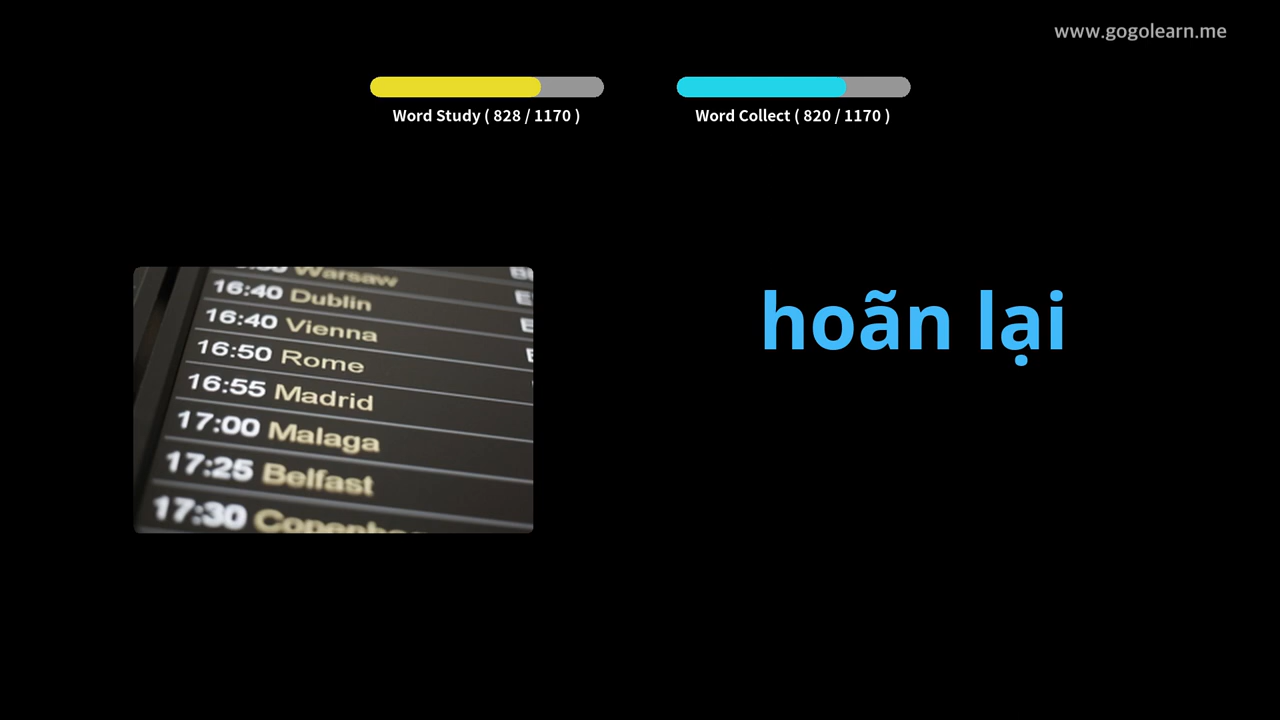 www.gogolearn.me
Word Study ( 828 / 1170 )
Word Collect ( 820 / 1170 )
Warsaw
16:40 Dublin
16:40 Vienna
16:50 Rome
16:55 Madrid
17:00 Malaga
17:25 Belfast
17:30
hoãn lại